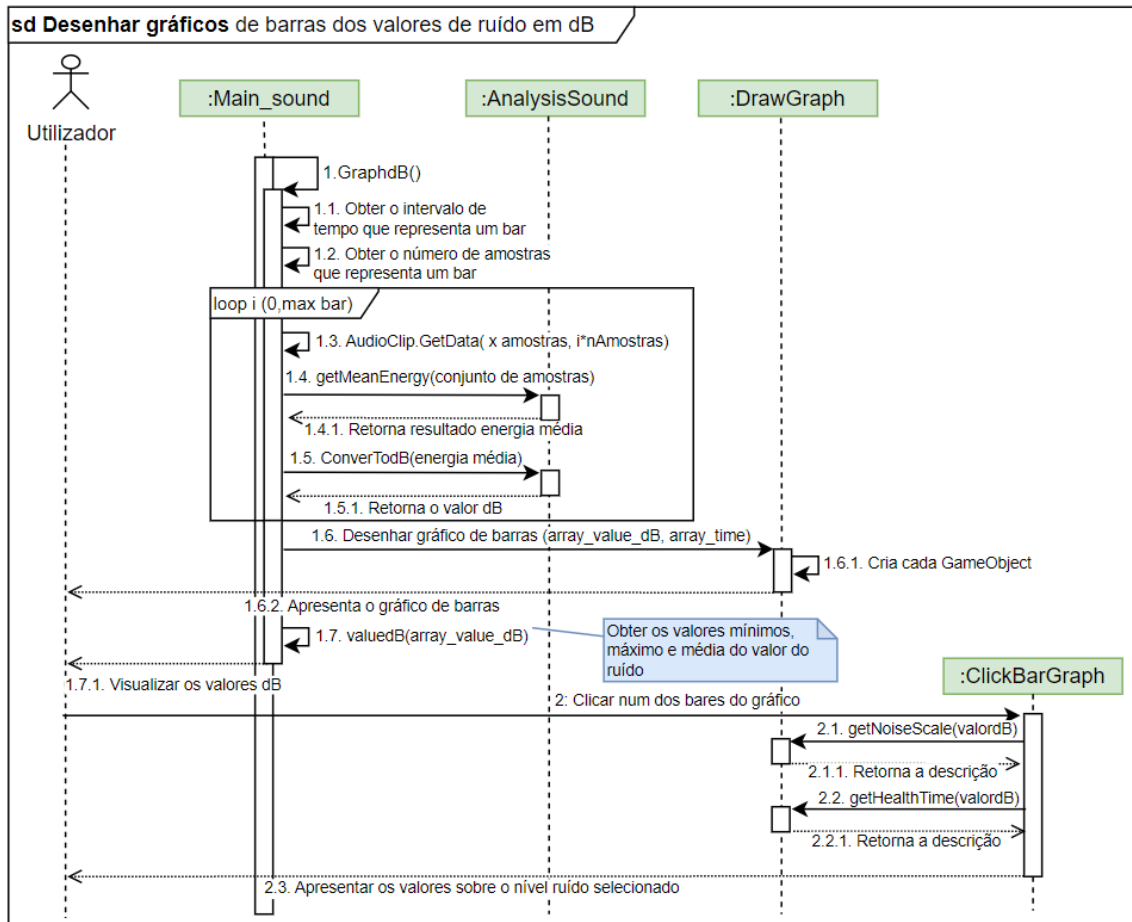 sd Desenhar gráficos de barras dos valores de ruído em dB
Utilizador
:Main_sound
:AnalysisSound
:DrawGraph
1.GraphdB()
1.1. Obter o intervalo de
tempo que representa um bar
1.2. Obter o número de amostras
que representa um bar
loop i (0,max bar)
1.3. AudioClip.GetData( x amostras, i*nAmostras)
1.4. getMeanEnergy(conjunto de amostras)
1.4.1. Retorna resultado energia média
1.5. ConverTodB(energia média)
1.5.1. Retorna o valor dB
1.6. Desenhar gráfico de barras (array_value_dB, array_time)
1.6.1. Cria cada GameObject
1.6.2. Apresenta o gráfico de barras
1.7. valuedB(array_value_dB)
Obter os valores mínimos,
máximo e média do valor do
ruído
:ClickBarGraph
1.7.1. Visualizar os valores dB
2: Clicar num dos bares do gráfico
2.1. getNoiseScale(valordB)
2.1.1. Retorna a descrição
2.2. getHealthTime(valordB)
2.2.1. Retorna a descrição
2.3. Apresentar os valores sobre o nível ruído selecionado